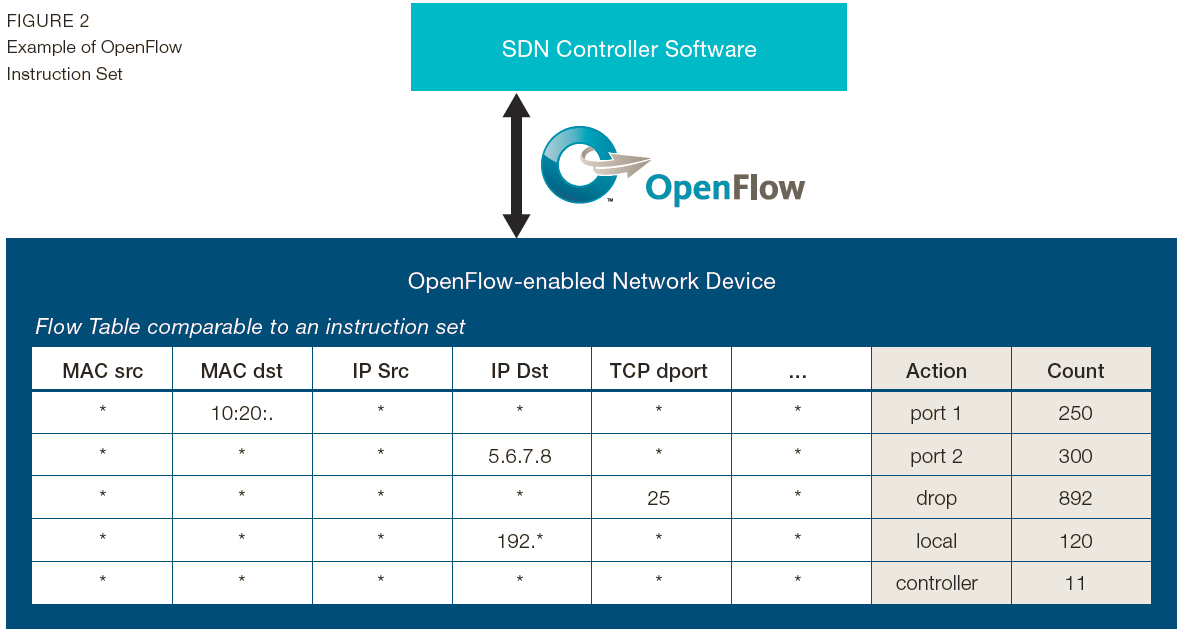 FIGURE 2
Example of OpenFlow
Instruction Set
SDN Controller Software
OpenFlow
™
OpenFlow-enabled Network Device
Flow Table comparable to an instruction set
MAC src MAC dst IP Src IP Dst TCP dport ... Action Count
* 10:20:. * * * * port 1 250
* * * 5.6.7.8 * * port 2 300
* * * * 25 * drop 892
* * * 192.* * * local 120
* * * * * * controller 11